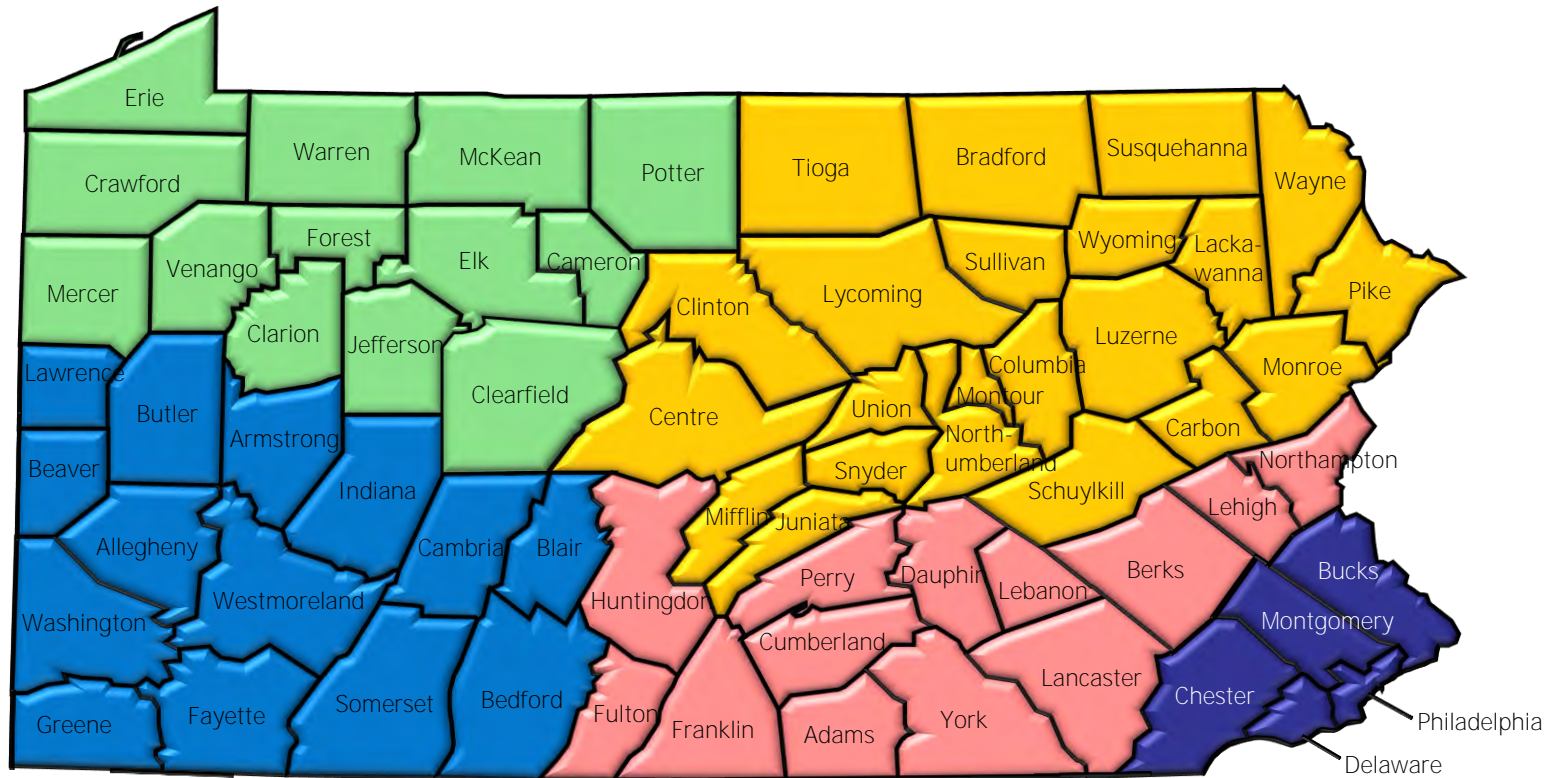 Erie
Crawford
Warren
McKean
Potter
Tioga
Bradford
Susquehanna
Wayne
Mercer
Venango
Forest
Elk
Cameron
Clinton
Lycoming
Sullivan
Wyoming
Lacka-
wanna
Pike
Clarion
Jefferson
Clearfield
Centre
Union
Montour
Columbia
Luzerne
Monroe
Carbon
Lawrence
Butler
Armstrong
Beaver
Indiana
Snyder
North-
umberland
Schuylkill
Northampton
Lehigh
Allegheny
Cambria
Blair
Mifflin
Juniata
Washington
Westmoreland
Huntingdon
Perry
Dauphin
Lebanon
Berks
Bucks
Montgomery
Cumberland
Greene
Fayette
Somerset
Bedford
Fulton
Franklin
Adams
York
Lancaster
Chester
Philadelphia
Delaware